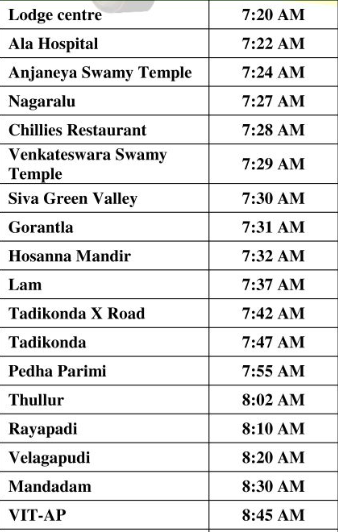 Lodge centre 7:20 AM
Ala Hospital 7:22 AM
Anjaneya Swamy Temple 7:24 AM
Nagaralu 7:27 AM
Chillies Restaurant 7:28 AM
Venkateswara Swamy
Temple 7:29 AM
Siva Green Valley 7:30 AM
Gorantla 7:31 AM
Hosanna Mandir 7:32 AM
Lam 7:37 AM
Tadikonda X Road 7:42 AM
Tadikonda 7:47 AM
Pedha Parimi 7:55 AM
Thullur 8:02 AM
Rayapadi 8:10 AM
Velagapudi 8:20 AM
Mandadam 8:30 AM
VIT-AP 8:45 AM